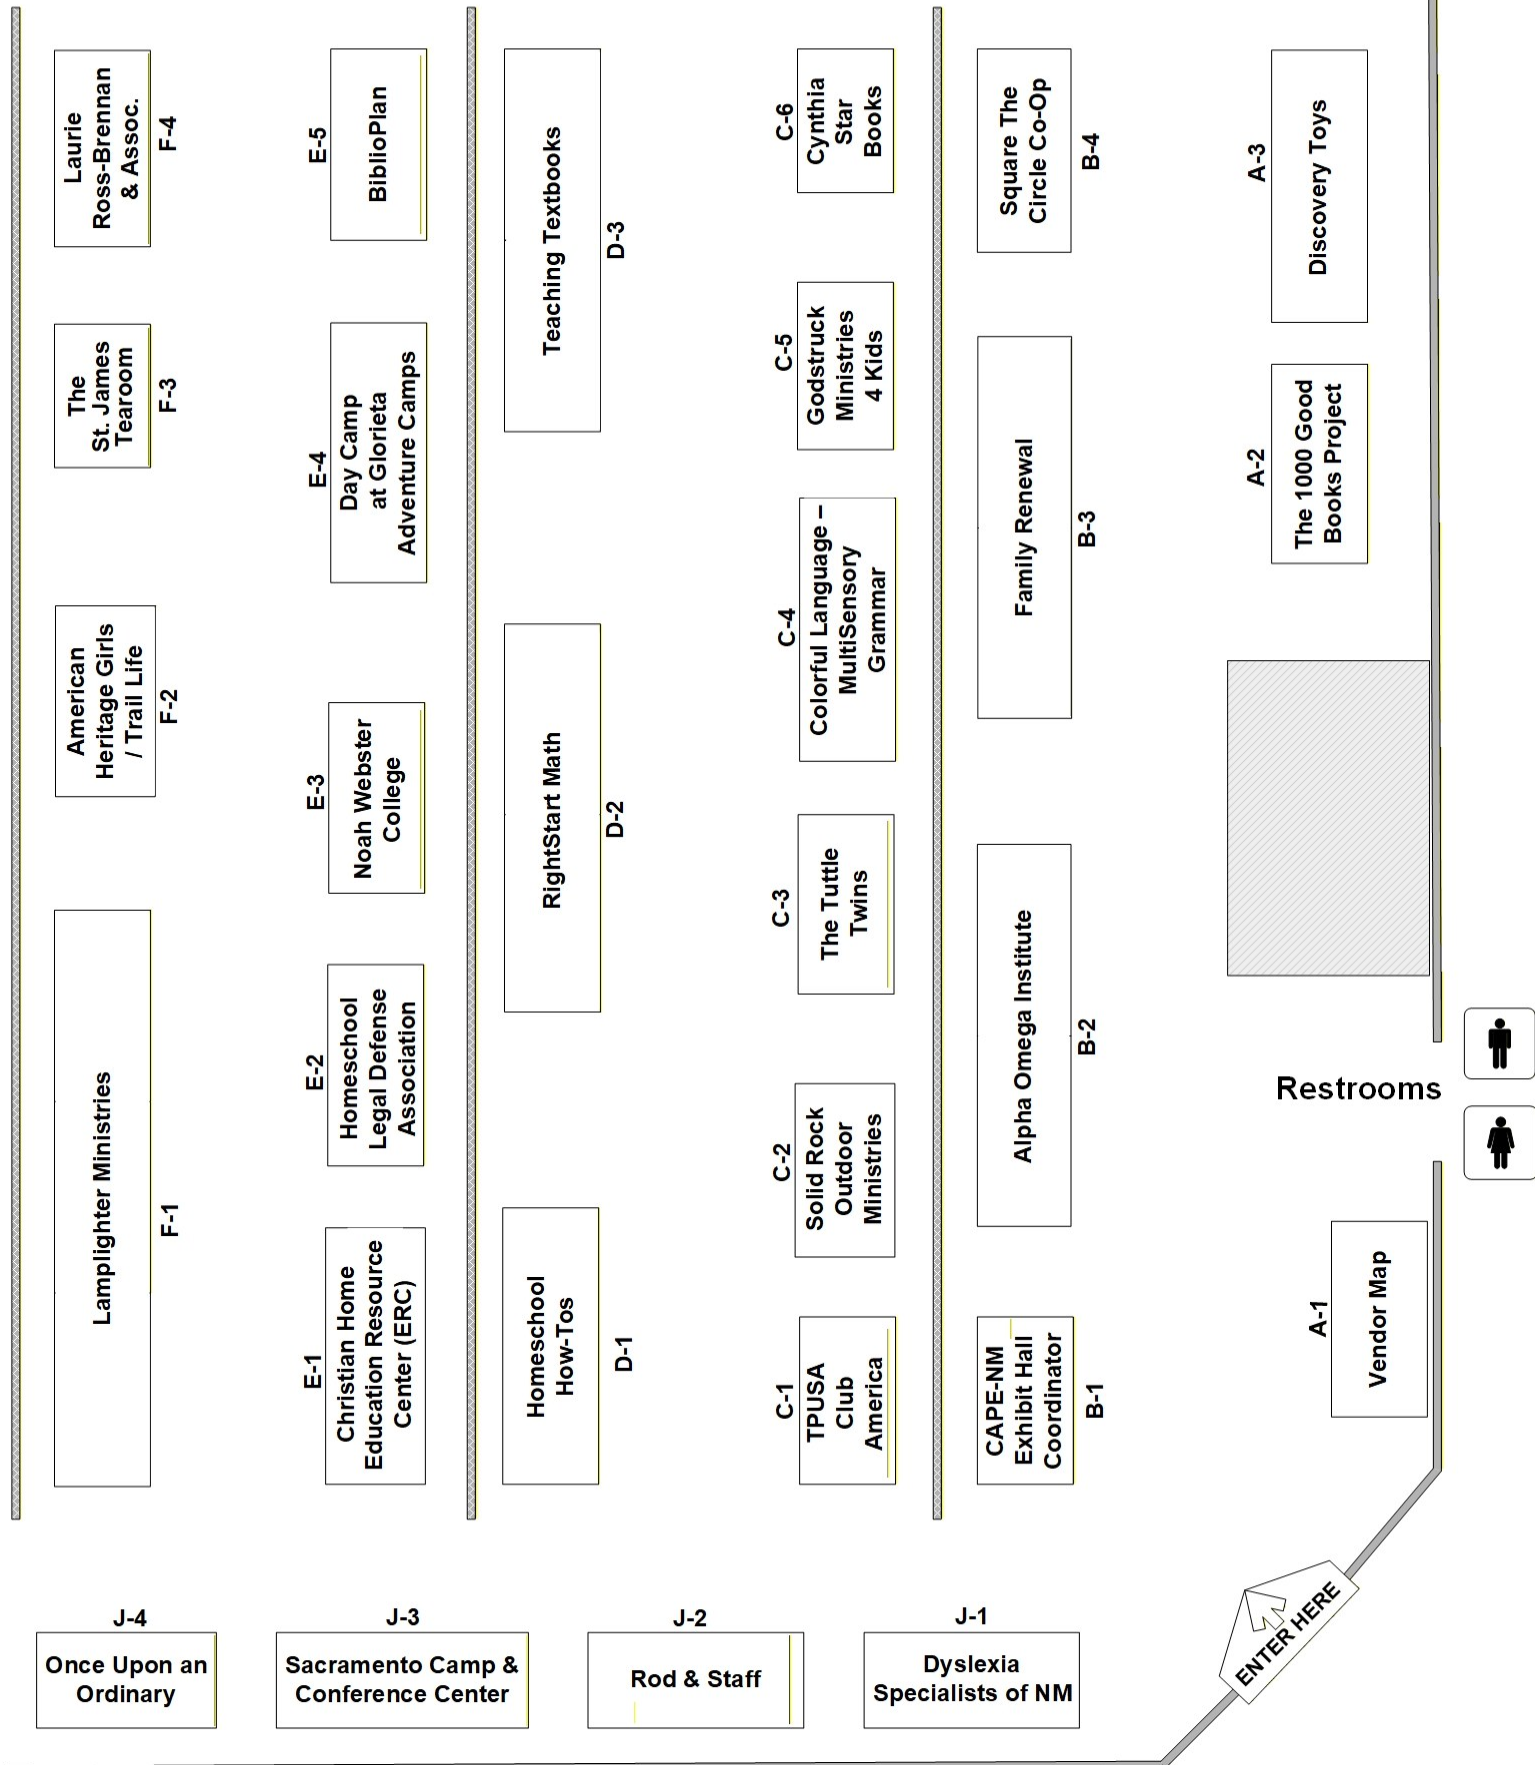 Laurie
Ross-Brennan
& Assoc.
F-4
The
St. James
Tearoom
F-3
American
Heritage Girls
/ Trail Life
F-2
Lamplighter Ministries
F-1
E-5
BiblioPlan
E-4
Day Camp
at Glorieta
Adventure Camps
E-3
Noah Webster
College
E-2
Homeschool
Legal Defense
Association
E-1
Christian Home
Education Resource
Center (ERC)
Teaching Textbooks
D-3
RightStart Math
D-2
Homeschool
How-Tos
D-1
C-6
Cynthia
Star
Books
C-5
Godstruck
Ministries
4 Kids
C-4
Colorful Language –
MultiSensory
Grammar
C-3
The Tuttle
Twins
C-2
Solid Rock
Outdoor
Ministries
C-1
TPUSA
Club
America
Square The
Circle Co-Op
B-4
Family Renewal
B-3
Alpha Omega Institute
B-2
CAPE-NM
Exhibit Hall
Coordinator
B-1
A-3
Discovery Toys
A-2
The 1000 Good
Books Project
Restrooms
A-1
Vendor Map
ENTER HERE
J-4
Once Upon an
Ordinary
J-3
Sacramento Camp &
Conference Center
J-2
Rod & Staff
J-1
Dyslexia
Specialists of NM